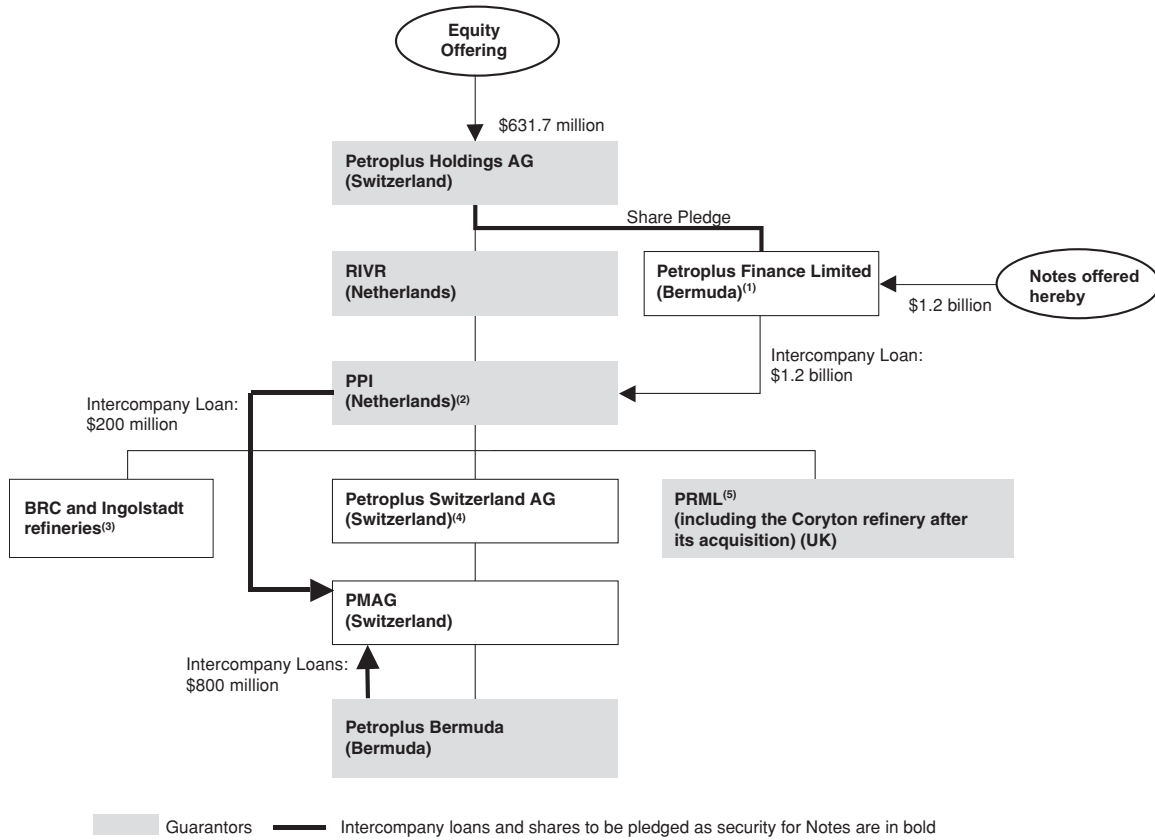 Equity
Offering
$631.7 million
Petroplus Holdings AG
(Switzerland)
Share Pledge
RIVR
(Netherlands)
Petroplus Finance Limited
(Bermuda)(1)
Notes offered
hereby
$1.2 billion
Intercompany Loan:
$1.2 billion
PPI
(Netherlands)(2)
Intercompany Loan:
$200 million
BRC and Ingolstadt
refineries(3)
Petroplus Switzerland AG
(Switzerland)(4)
PRML(5)
(including the Coryton refinery after
its acquisition) (UK)
PMAG
(Switzerland)
Intercompany Loans:
$800 million
Petroplus Bermuda
(Bermuda)
Guarantors
Intercompany loans and shares to be pledged as security for Notes are in bold